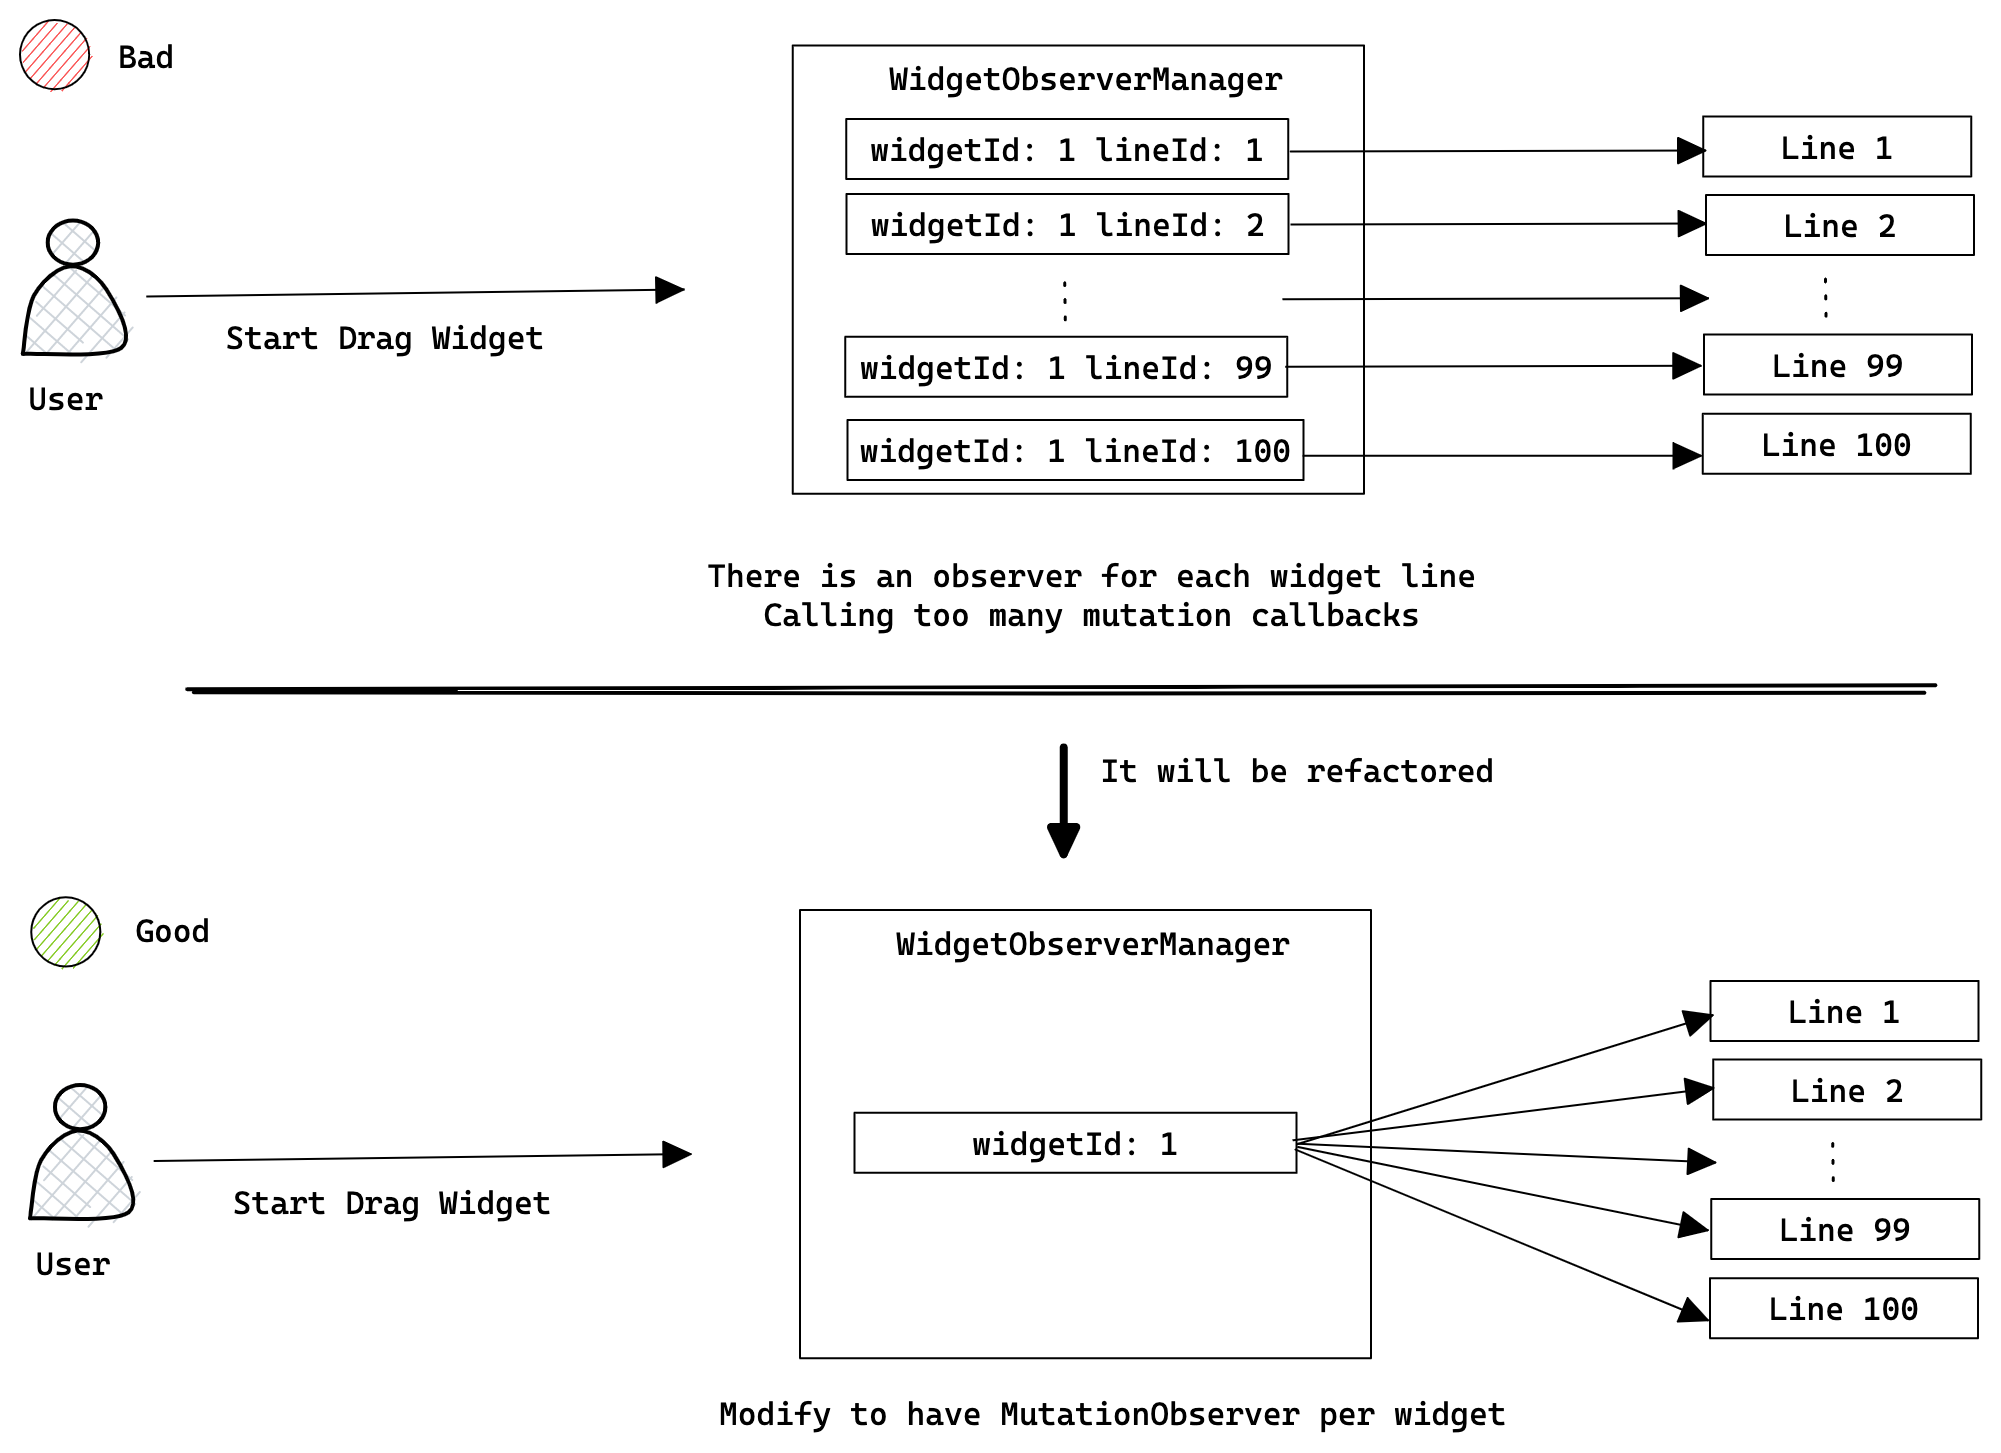 Bad
WidgetObserverManager
widgetId: 1 lineId: 1
Line 1
widgetId: 1 lineId: 2
Line 2
Start Drag Widget
widgetId: 1 lineId: 99
Line 99
User
widgetId: 1 lineId: 100
Line 100
There is an observer for each widget line
Calling too many mutation callbacks
It will be refactored
Good
WidgetObserverManager
Line 1
Line 2
widgetId: 1
Start Drag Widget
Line 99
User
Line 100
Modify to have MutationObserver per widget